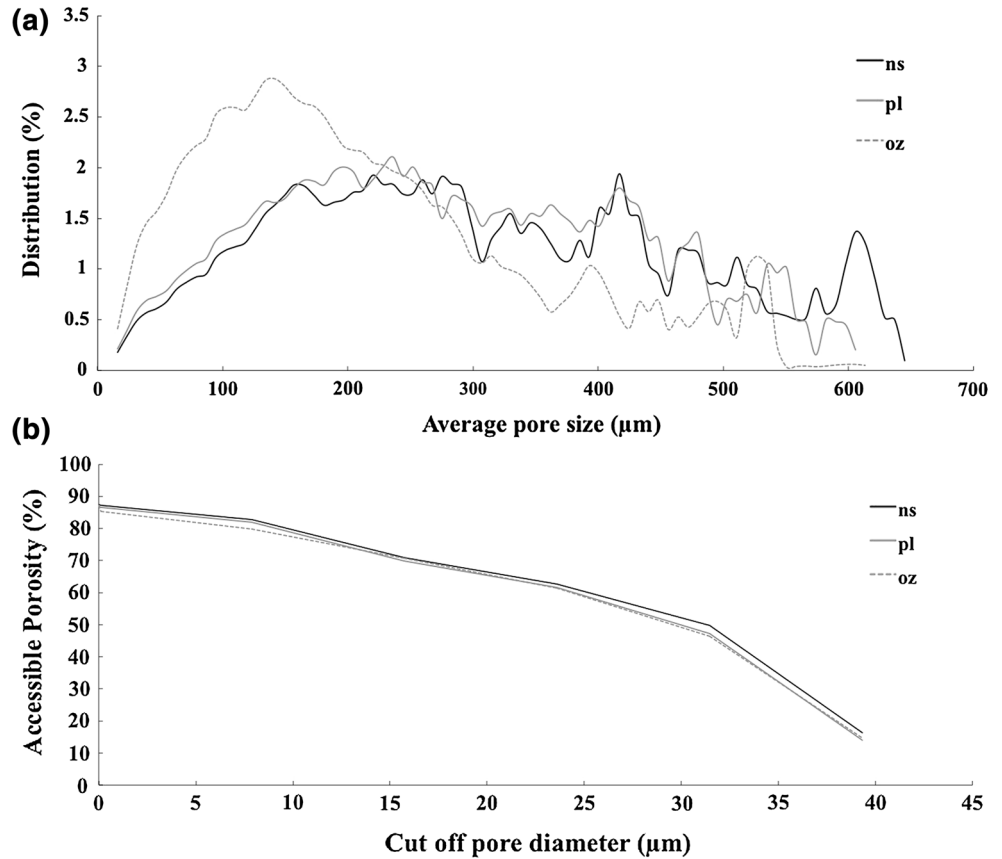 (a)
3.5
3
2.5
2
1.5
1
0.5
0
Distribution (%)
ns
pl
oz
0 100 200 300 400 500 600 700
Average pore size (µm)
(b)
100
90
80
70
60
50
40
30
20
10
0
Accessible Porosity (%)
ns
pl
oz
0 5 10 15 20 25 30 35 40 45
Cut off pore diameter (µm)